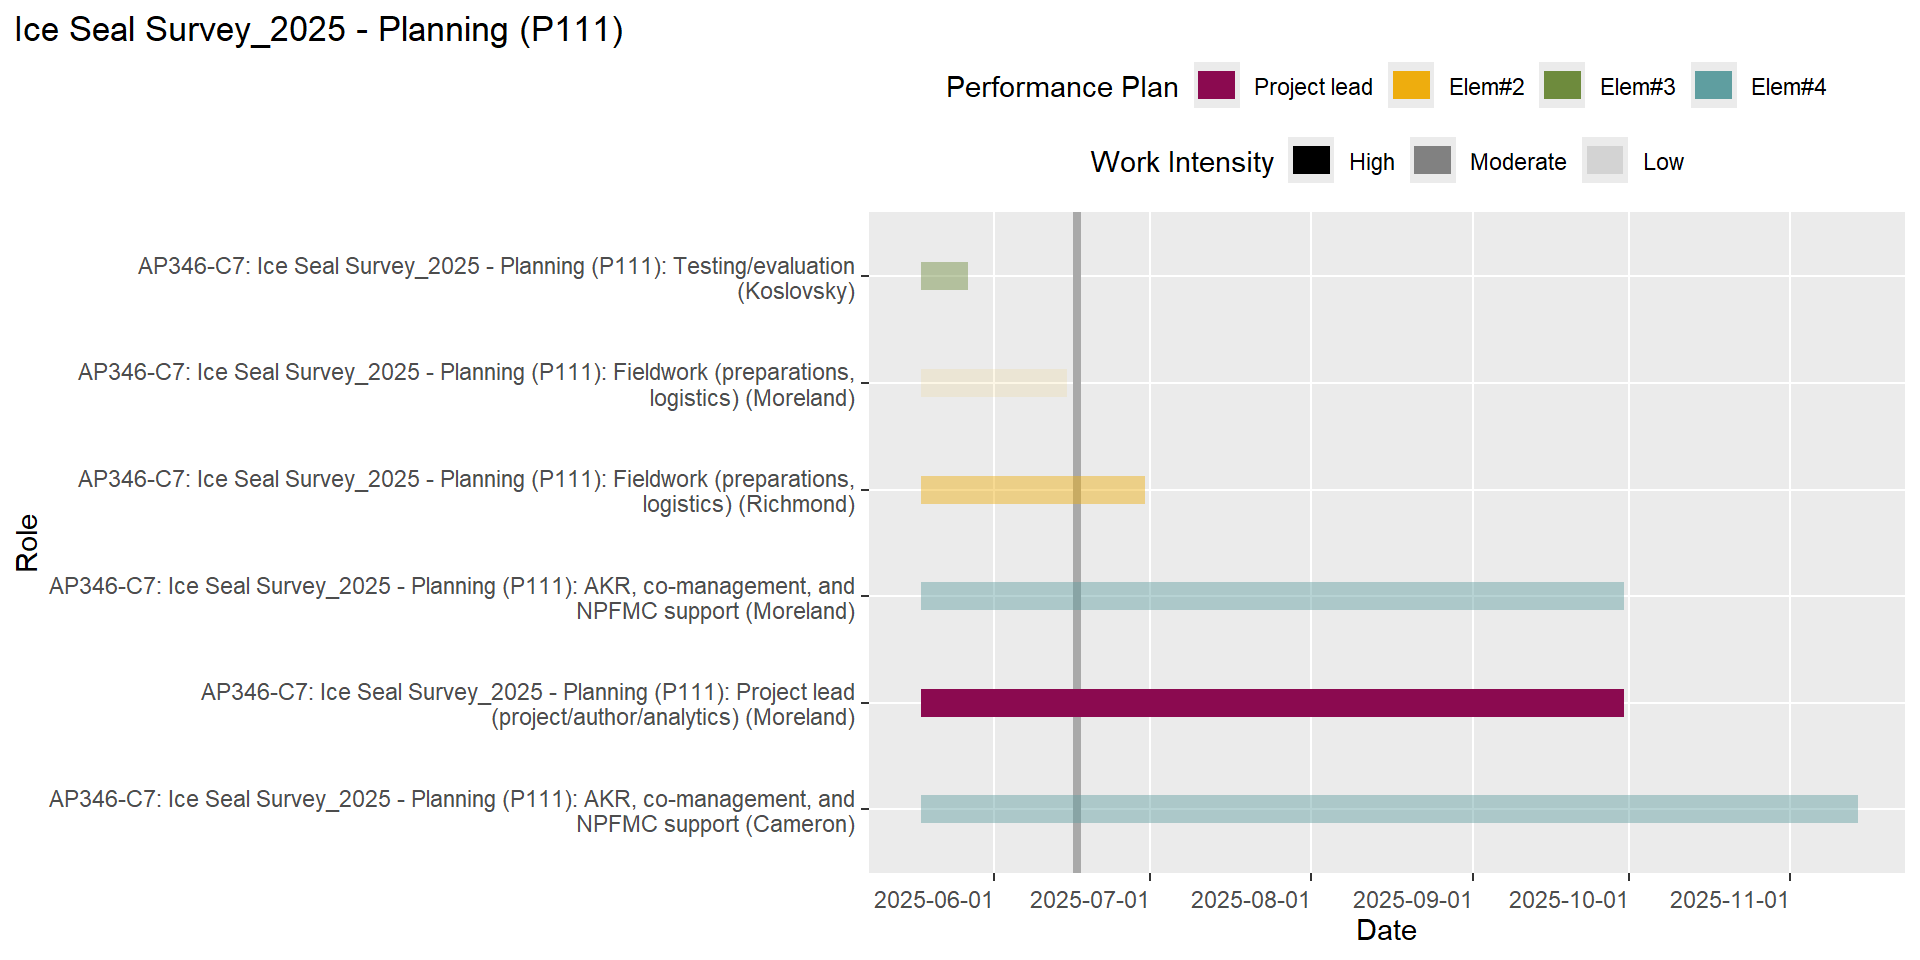 Ice Seal Survey_2025 - Planning (P111)
Performance Plan Project lead Elem#2 Elem#3 Elem#4
Work Intensity High Moderate Low
AP346-C7: Ice Seal Survey_2025 - Planning (P111): Testing/evaluation
(Koslovsky)
AP346-C7: Ice Seal Survey_2025 - Planning (P111): Fieldwork (preparations,
logistics) (Moreland)
AP346-C7: Ice Seal Survey_2025 - Planning (P111): Fieldwork (preparations,
logistics) (Richmond)
Role
AP346-C7: Ice Seal Survey_2025 - Planning (P111): AKR, co-management, and
NPFMC support (Moreland)
AP346-C7: Ice Seal Survey_2025 - Planning (P111): Project lead
(project/author/analytics) (Moreland)
AP346-C7: Ice Seal Survey_2025 - Planning (P111): AKR, co-management, and
NPFMC support (Cameron)
2025-06-01 2025-07-01 2025-08-01 2025-09-01 2025-10-01 2025-11-01
Date